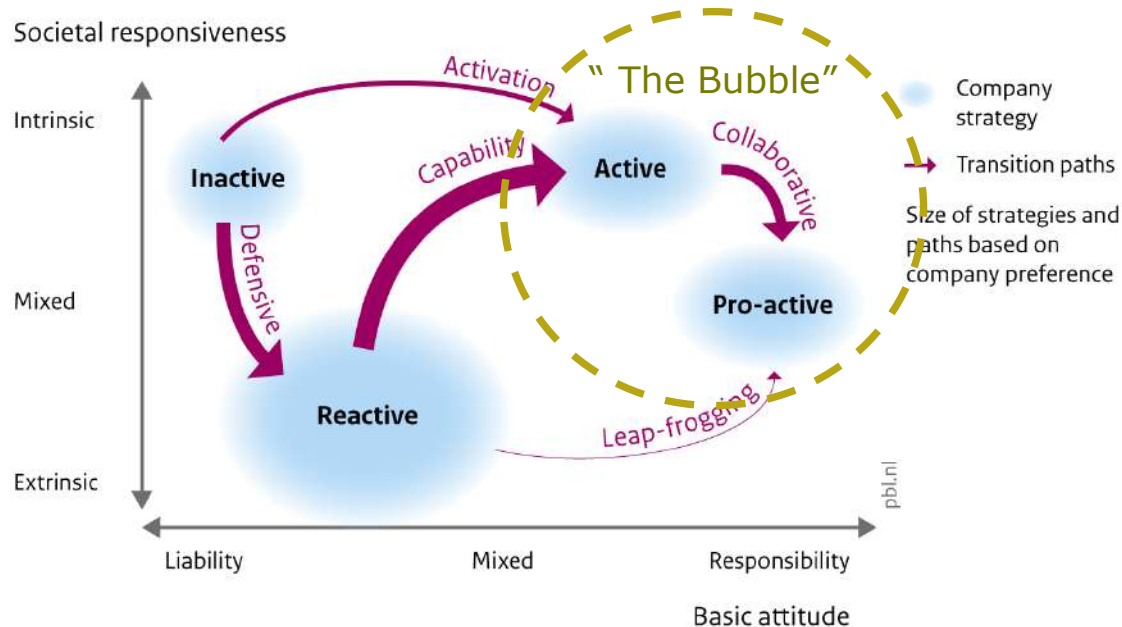 Societal responsiveness
Intrinsic
Mixed
Extrinsic
Activation
" The Bubble"
Capability
Collaborative
Inactive
Active
Defensive
Pro-active
Reactive
Leap-frogging
Company
strategy
Transition paths
Size of strategies and
paths based on
company preference
pbl.nl
Liability
Mixed
Responsibility
Basic attitude